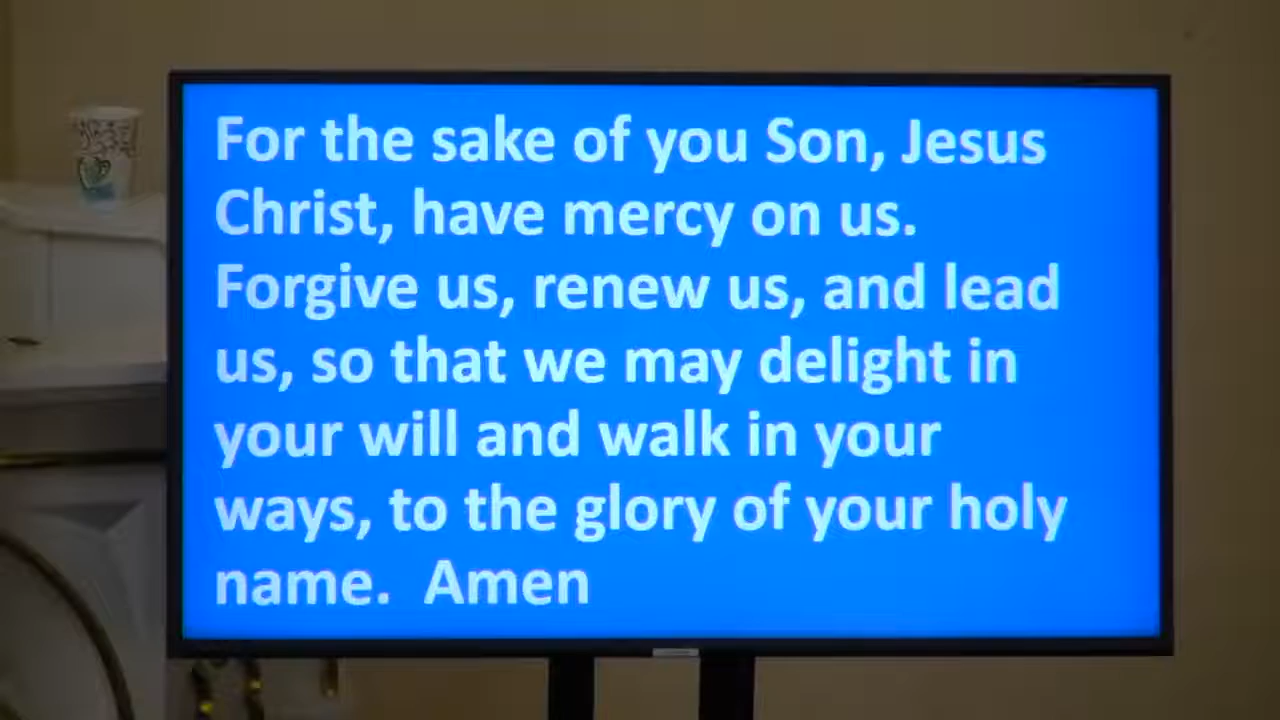 For the sake of you Son, Jesus
Christ, have mercy on us.
Forgive us, renew us, and lead
us, so that we may delight in
your will and walk in your
ways, to the glory of your holy
name.  Amen